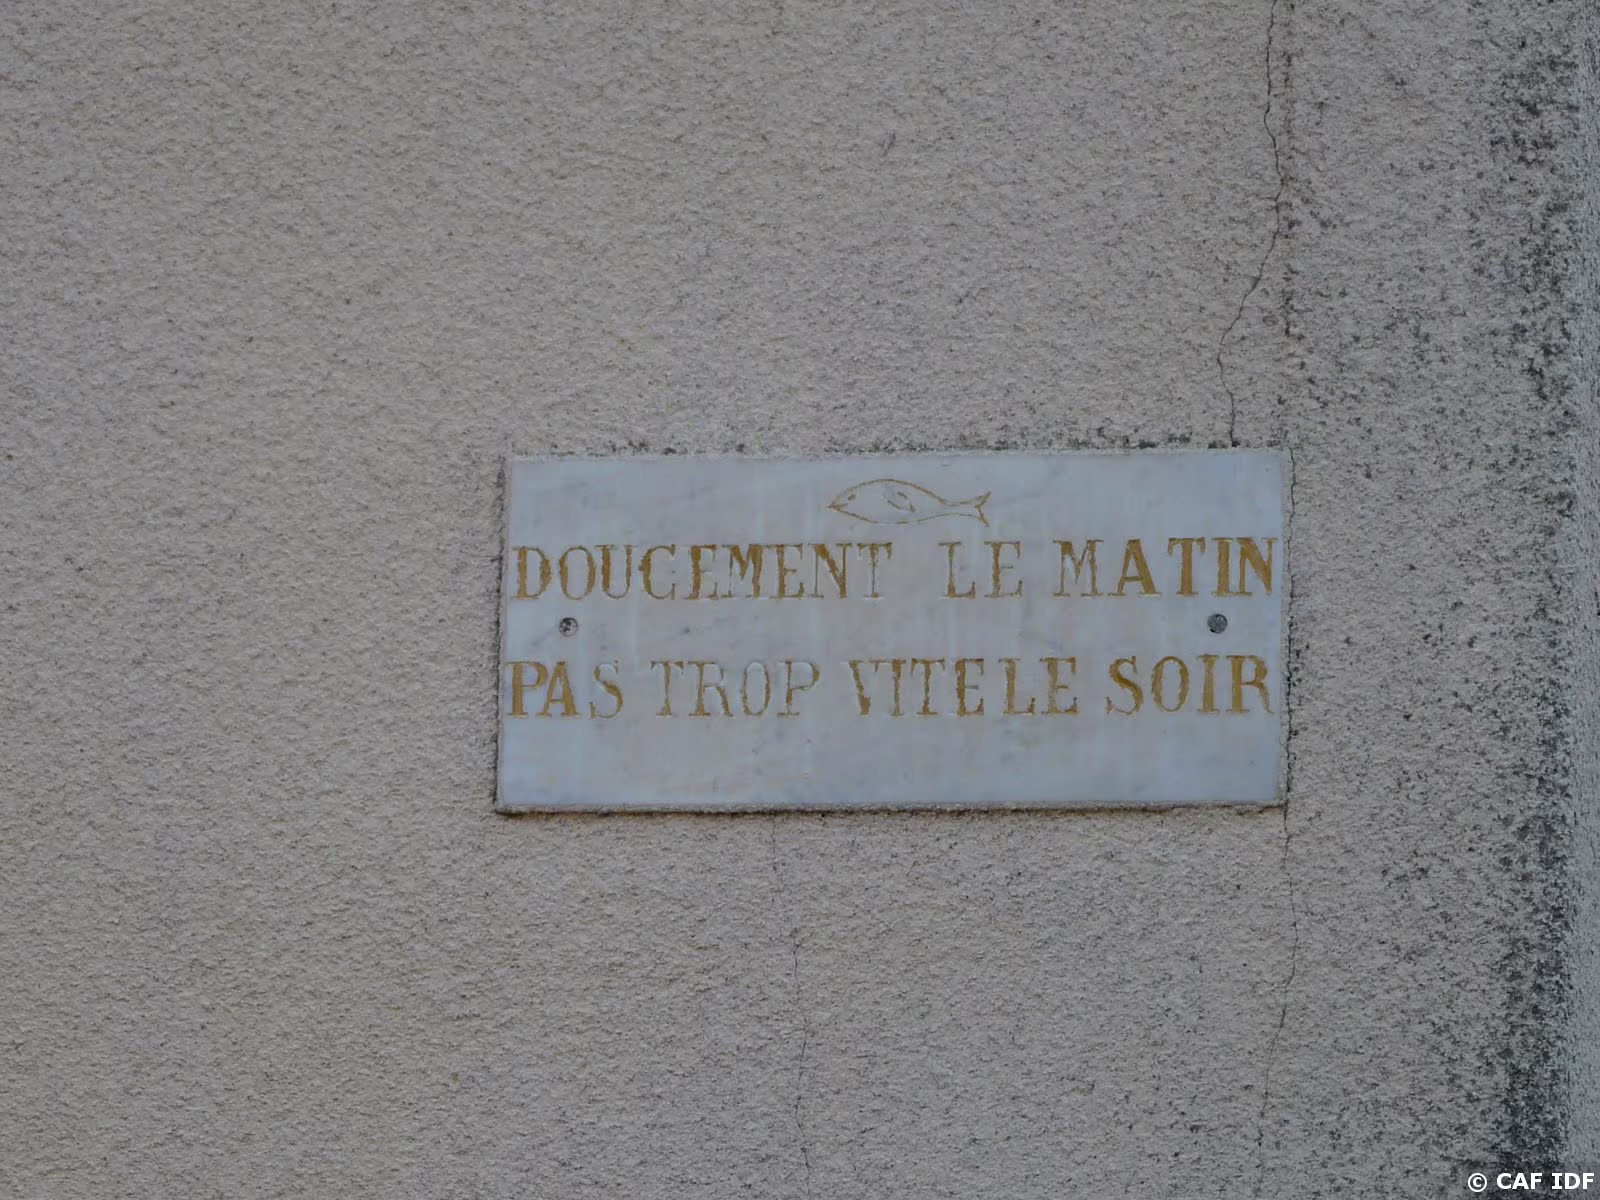 DOUCEMENT LE MATIN
PAS TROP VITE LE SOIR
© CAF IDF